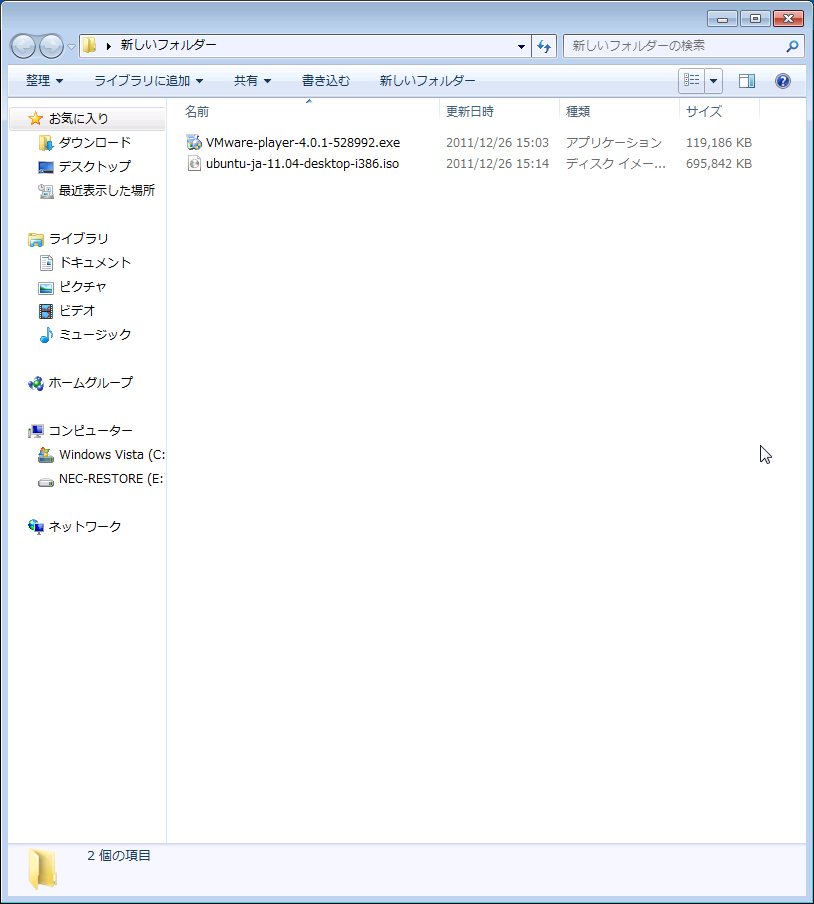 新しいフォルダー
新しいフォルダーの検索
整理 ライブラリに追加 共有 書き込む 新しいフォルダー
お気に入り
ダウンロード
デスクトップ
最近表示した場所
ライブラリ
ドキュメント
ピクチャ
ビデオ
ミュージック
ホームグループ
コンピューター
Windows Vista (C:
NEC-RESTORE (E:
ネットワーク
名前 更新日時 種類 サイズ
VMware-player-4.0.1-528992.exe 2011/12/26 15:03 アプリケーション 119,186 KB
ubuntu-ja-11.04-desktop-i386.iso 2011/12/26 15:14 ディスク イメー... 695,842 KB
2 個の項目